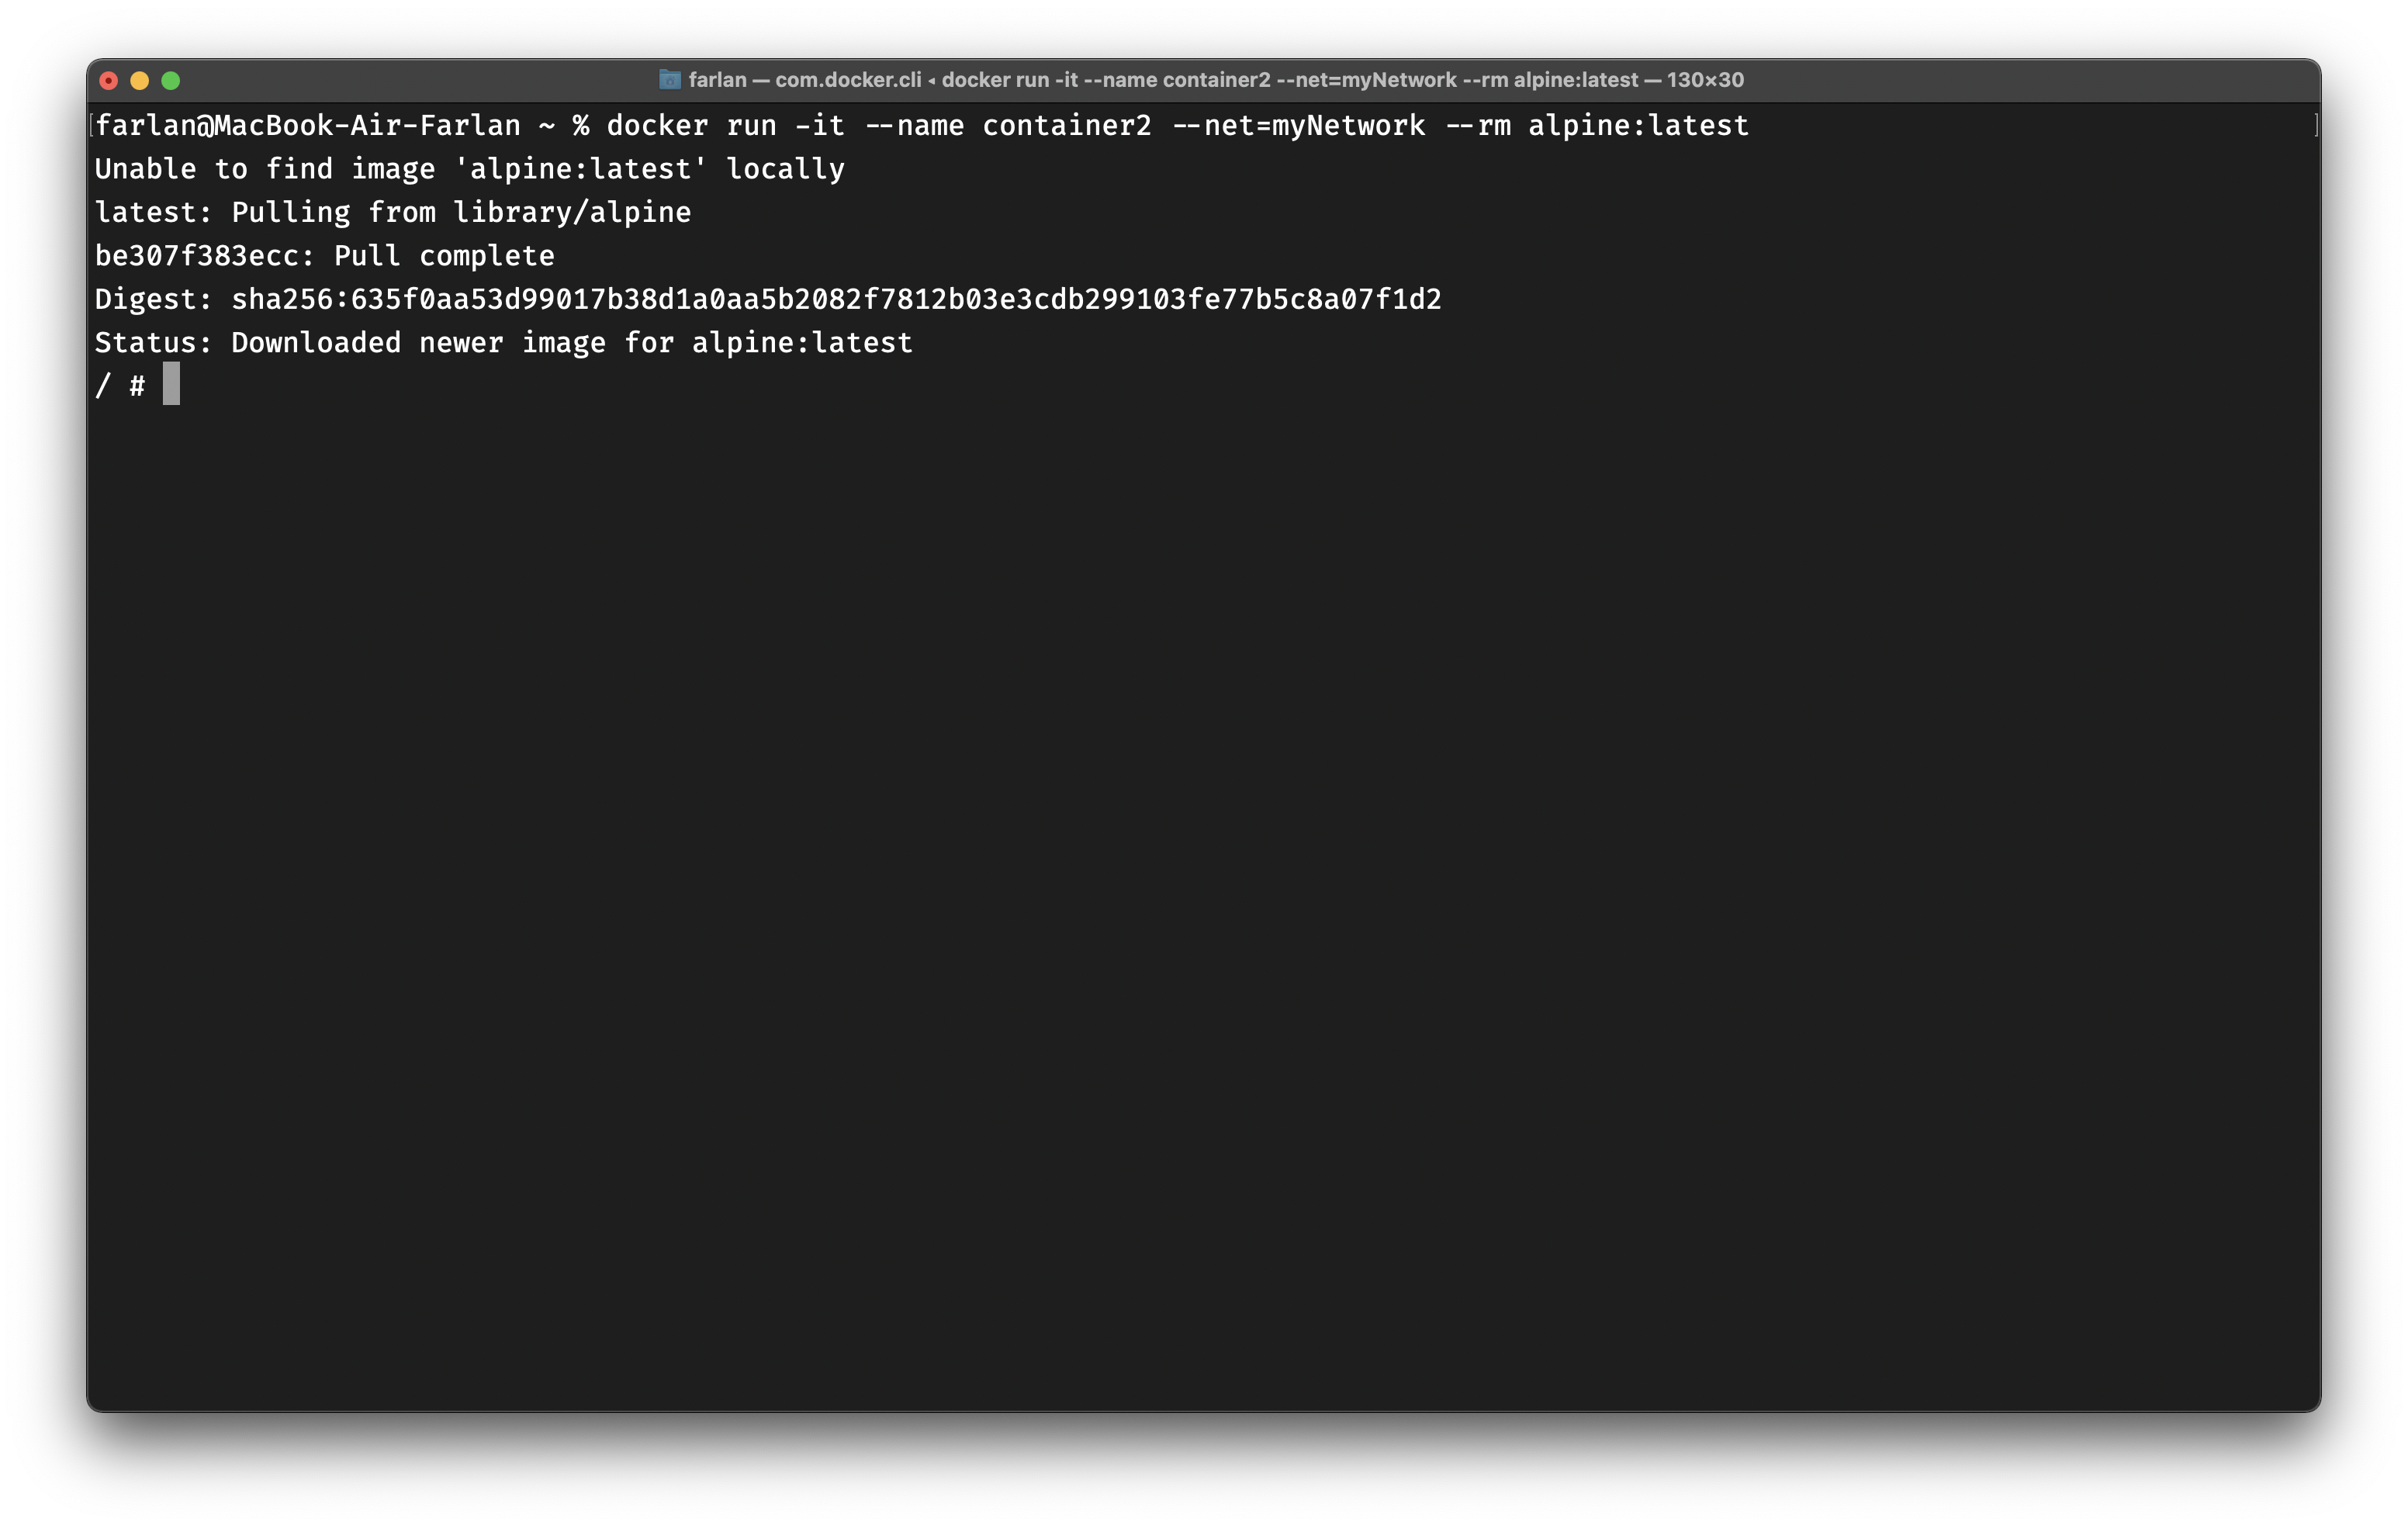 farlan — com.docker.cli ◂ docker run -it --name container2 --net=myNetwork --rm alpine:latest — 130×30
[farlan@MacBook-Air-Farlan ~ % docker run -it --name container2 --net=myNetwork --rm alpine:latest ]
Unable to find image 'alpine:latest' locally
latest: Pulling from library/alpine
be307f383ecc: Pull complete
Digest: sha256:635f0aa53d99017b38d1a0aa5b2082f7812b03e3cdb299103fe77b5c8a07f1d2
Status: Downloaded newer image for alpine:latest
/ #